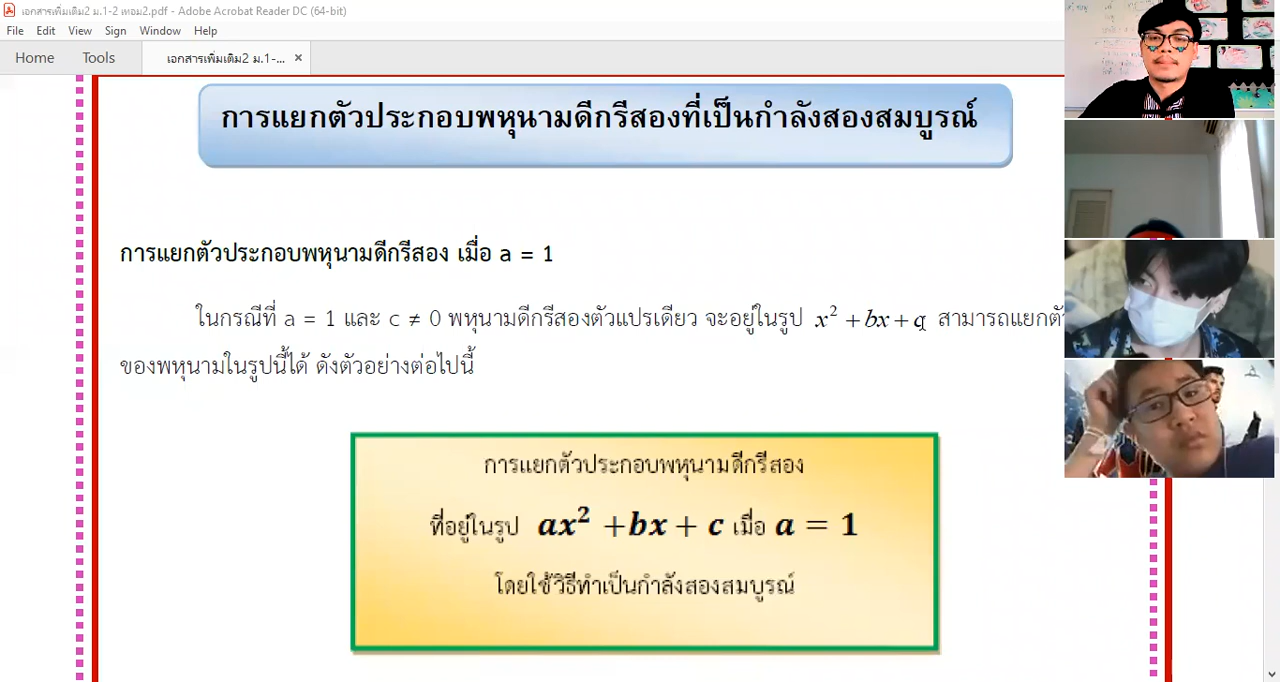 เอกสารเพิ่มเติม2 ม.1-2 เทอม2.pdf - Adobe Acrobat Reader DC (64-bit)
File Edit View Sign Window Help
Home Tools เอกสารเพิ่มเติม2 ม.1-... ×
การแยกตัวประกอบพหุนามดีกรีสองที่เป็นกำลังสองสมบูรณ์
การแยกตัวประกอบพหุนามดีกรีสอง เมื่อ a = 1
ในกรณีที่ a = 1 และ c ≠ 0 พหุนามดีกรีสองตัวแปรเดียว จะอยู่ในรูป x² + bx + c สามารถแยกตัว
ของพหุนามในรูปนี้ได้ ดังตัวอย่างต่อไปนี้
การแยกตัวประกอบพหุนามดีกรีสอง
ที่อยู่ในรูป ax² + bx + c เมื่อ a = 1
โดยใช้วิธีทำเป็นกำลังสองสมบูรณ์